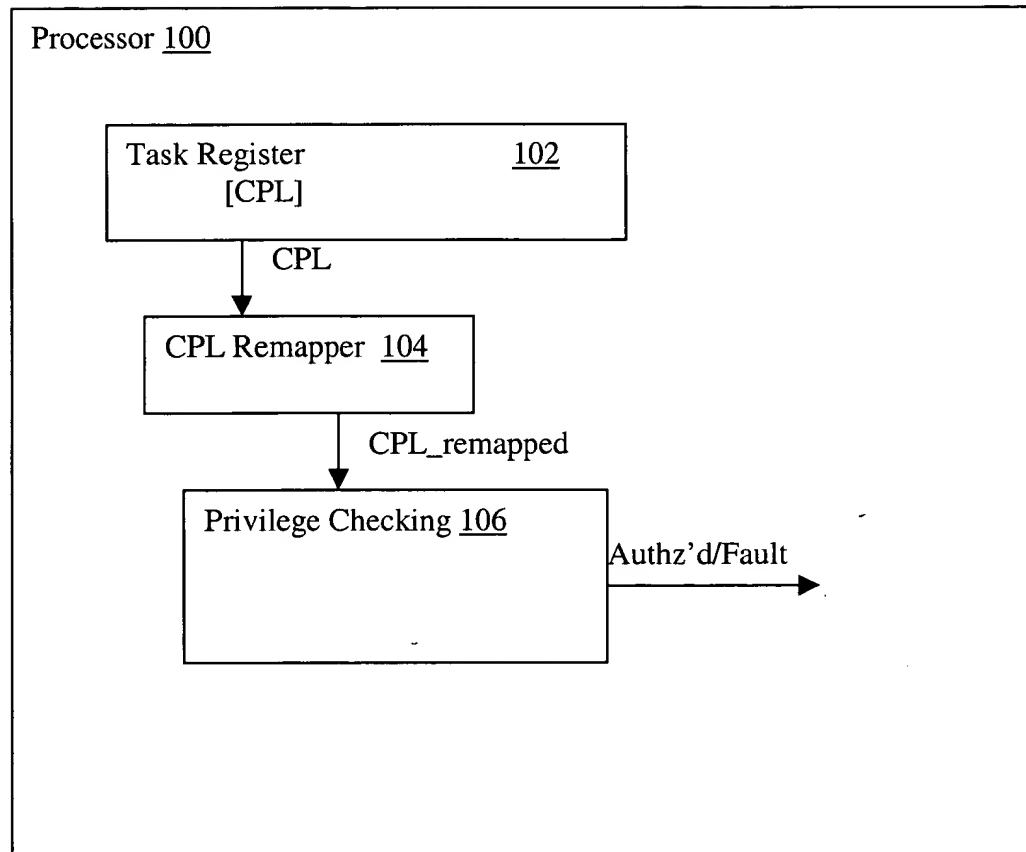 Processor 100
Task Register 102
[CPL]
CPL
CPL Remapper 104
CPL_remapped
Privilege Checking 106
Authz'd/Fault